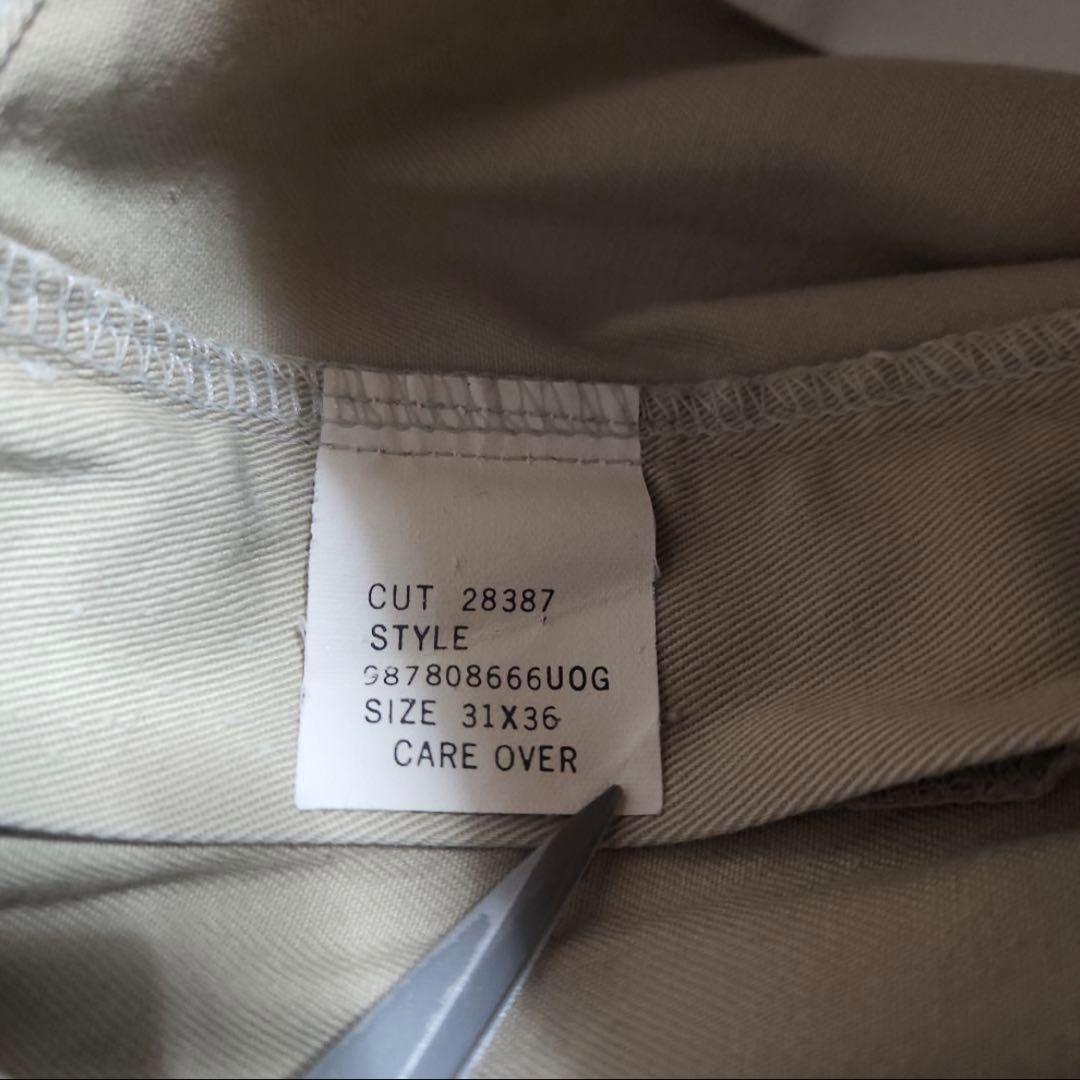 CUT 28387
STYLE
987808666UOG
SIZE 31X36
CARE OVER